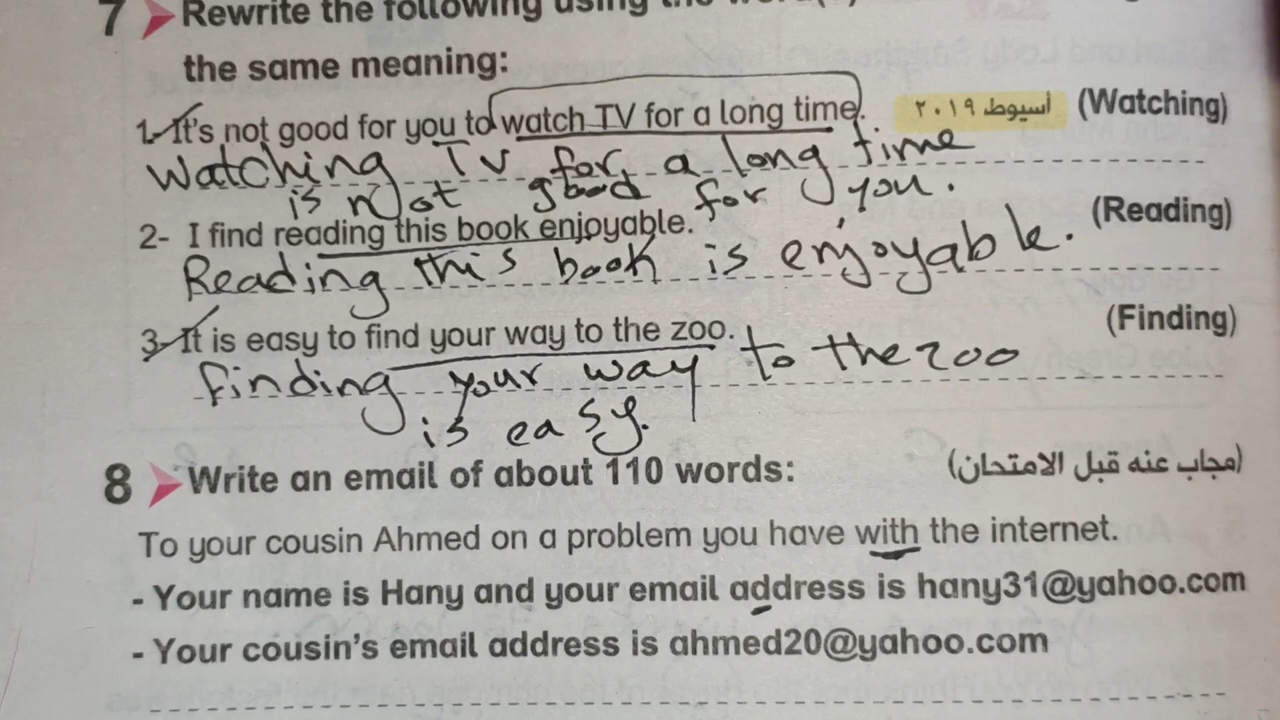 7 Rewrite the following using the
the same meaning:
1- It's not good for you to watch TV for a long time. أسيوط ٢٠١٩ (Watching)
Watching TV for a long time
is not good for you.
2- I find reading this book enjoyable. (Reading)
Reading this book is enjoyable.
3- It is easy to find your way to the zoo. (Finding)
Finding your way to the zoo
is easy.
8 Write an email of about 110 words: (مجاب عنه قبل الامتحان)
To your cousin Ahmed on a problem you have with the internet.
- Your name is Hany and your email address is hany31@yahoo.com
- Your cousin's email address is ahmed20@yahoo.com